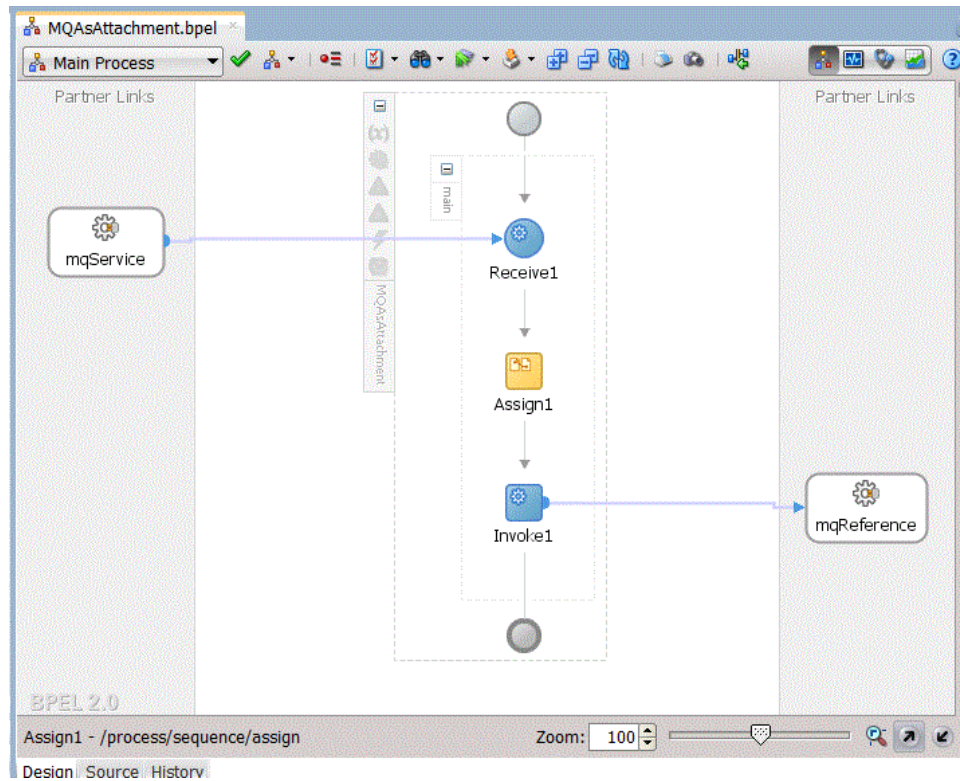 MQAsAttachment.bpel
Main Process
Partner Links
Partner Links
(x)
main
mqService
Receive1
MQAsAttachment
Assign1
Invoke1
mqReference
BPEL 2.0
Assign1 - /process/sequence/assign
Zoom: 100
Design Source History